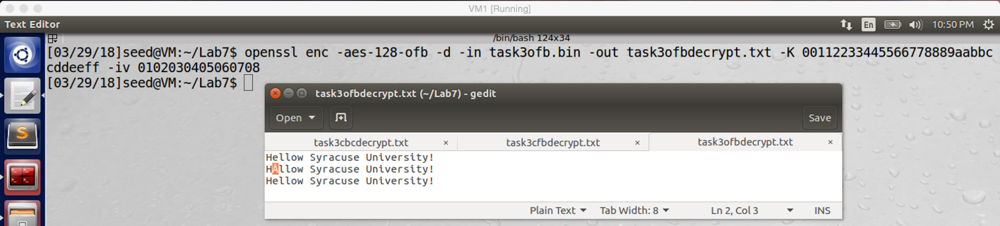 VM1 [Running]
Text Editor
En
10:50 PM
/bin/bash 124x34
[03/29/18]seed@VM:~/Lab7$ openssl enc -aes-128-ofb -d -in task3ofb.bin -out task3ofbdecrypt.txt -K 00112233445566778889aabbc
cddeeff -iv 0102030405060708
[03/29/18]seed@VM:~/Lab7$
task3ofbdecrypt.txt (~/Lab7) - gedit
Open
Save
task3cbcdecrypt.txt
task3cfbdecrypt.txt
task3ofbdecrypt.txt
Hellow Syracuse University!
HAllow Syracuse University!
Hellow Syracuse University!
Plain Text
Tab Width: 8
Ln 2, Col 3
INS